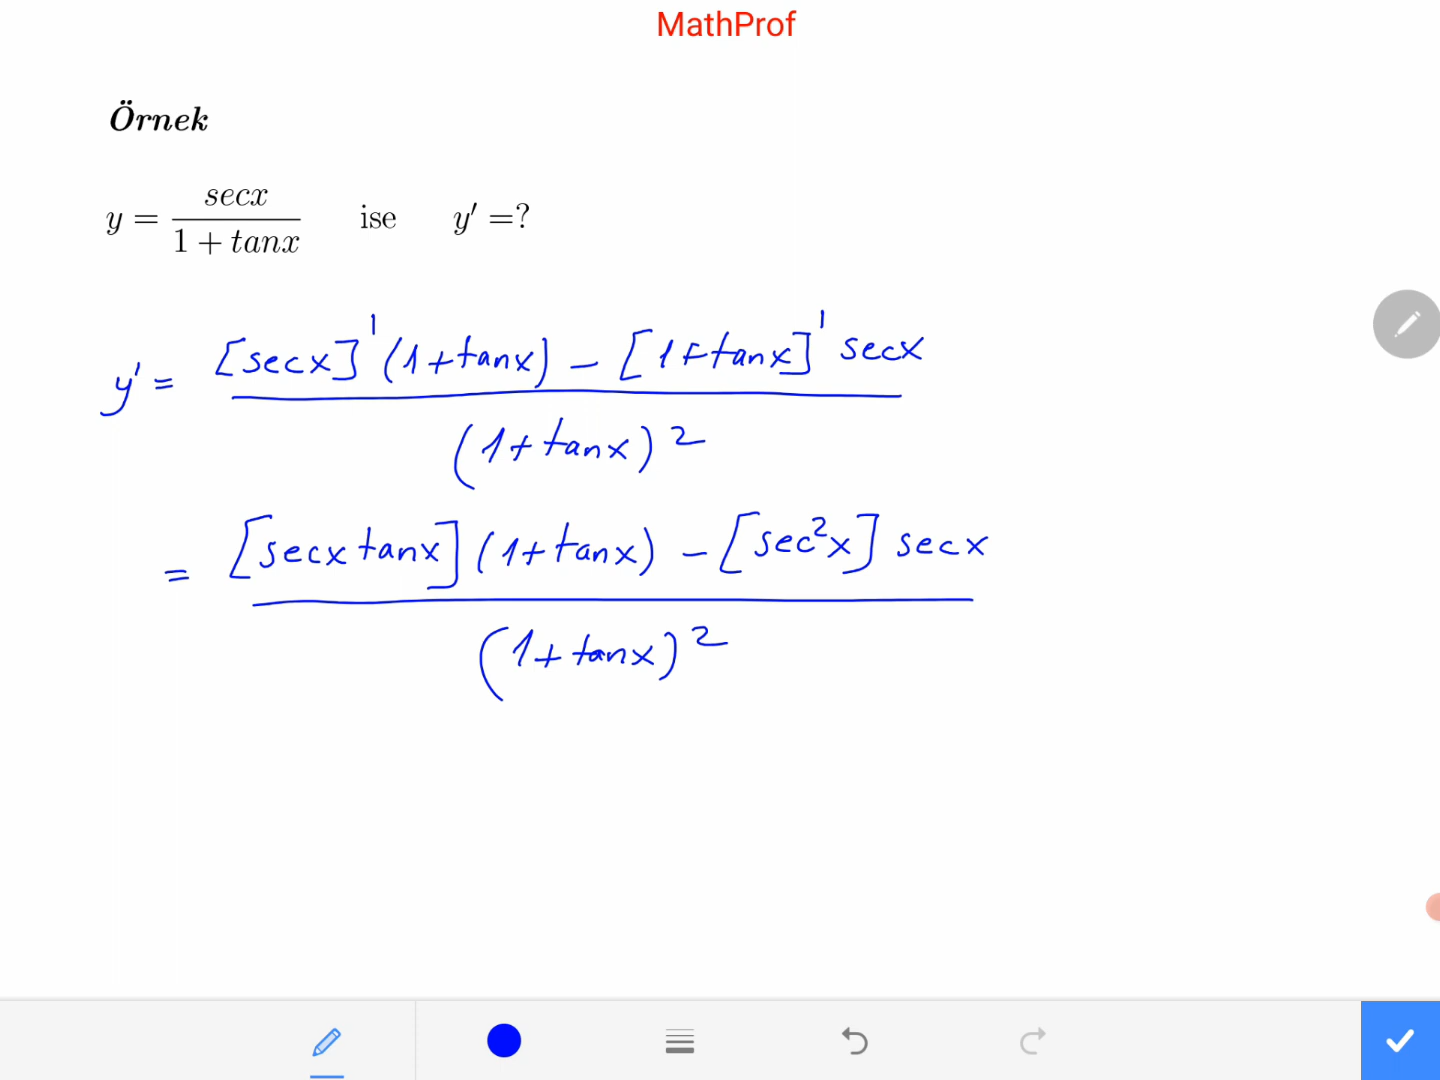 MathProf
Örnek
y = secx / (1 + tanx) ise y' =?
y' = ([secx]' (1+tanx) - [1+tanx]' secx) / (1+tanx)²
= ([secx tanx] (1+tanx) - [sec²x] secx) / (1+tanx)²